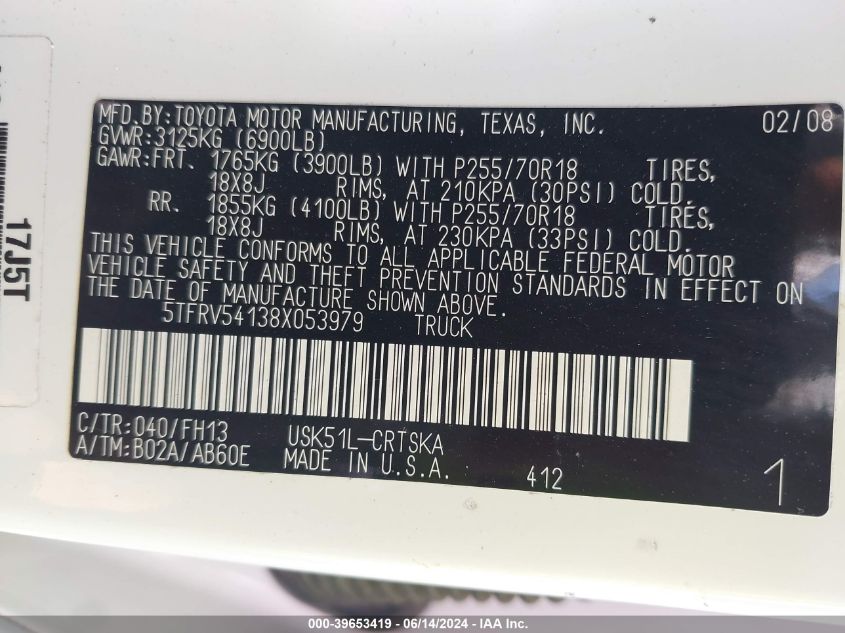 MFD.BY:TOYOTA MOTOR MANUFACTURING, TEXAS, INC. 02/08
GVWR:3125KG (6900LB)
GAWR:FRT. 1765KG (3900LB) WITH P255/70R18 TIRES,
18X8J RIMS, AT 210KPA (30PSI) COLD.
RR. 1855KG (4100LB) WITH P255/70R18 TIRES,
18X8J RIMS, AT 230KPA (33PSI) COLD.
THIS VEHICLE CONFORMS TO ALL APPLICABLE FEDERAL MOTOR
VEHICLE SAFETY AND THEFT PREVENTION STANDARDS IN EFFECT ON
THE DATE OF MANUFACTURE SHOWN ABOVE.
5TFRV54138X053979 TRUCK
C/TR:040/FH13 USK51L-CRTSKA
A/TM:B02A/AB60E MADE IN U.S.A. 412 1
17J5T
000-39653419 - 06/14/2024 - IAA Inc.